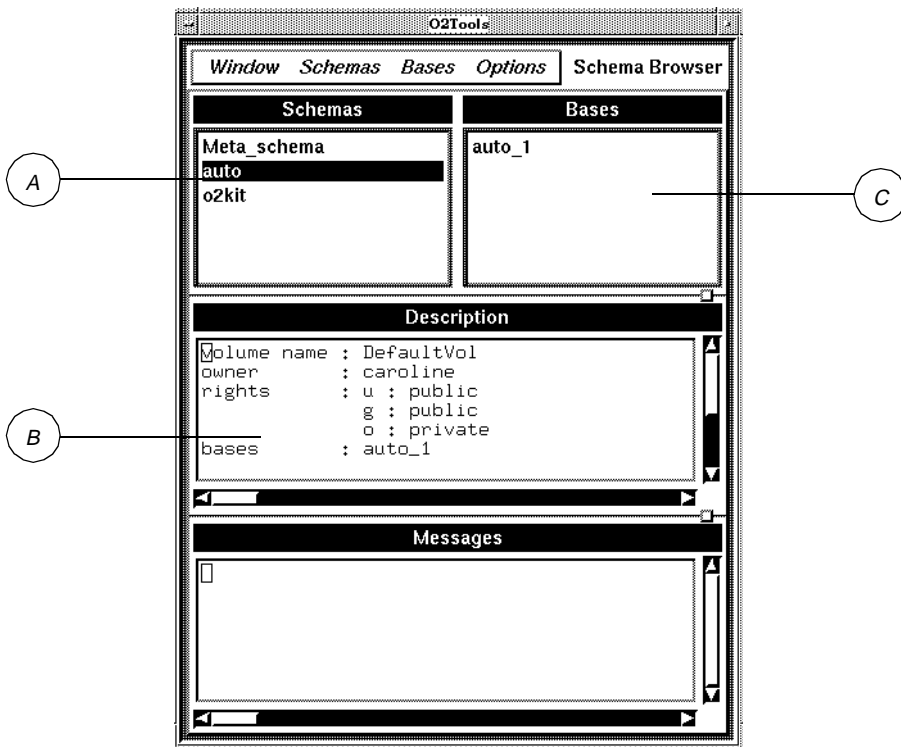 O2Tools
Window Schemas Bases Options Schema Browser
Schemas
Bases
Meta_schema
auto
o2kit
auto_1
A
C
Description
Volume name : DefaultVol
owner : caroline
rights : u : public
g : public
o : private
bases : auto_1
B
Messages